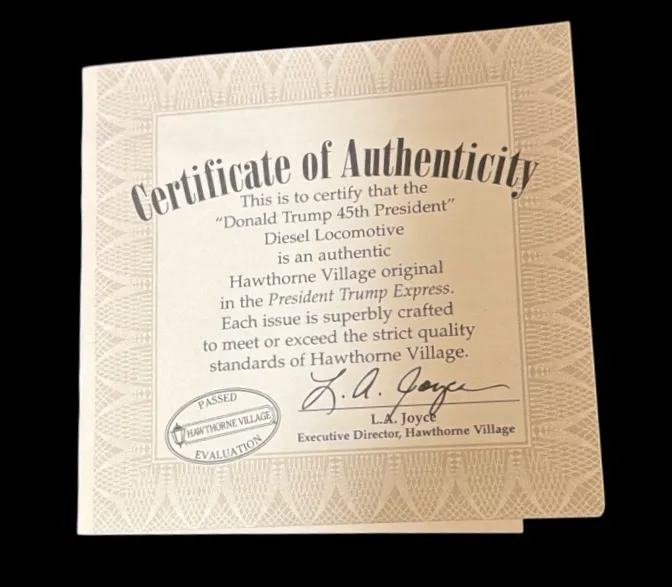 Certificate of Authenticity
This is to certify that the
“Donald Trump 45th President”
Diesel Locomotive
is an authentic
Hawthorne Village original
in the President Trump Express.
Each issue is superbly crafted
to meet or exceed the strict quality
standards of Hawthorne Village.
L. A. Joyce
L.A. Joyce
Executive Director, Hawthorne Village
PASSED
HAWTHORNE VILLAGE
EVALUATION